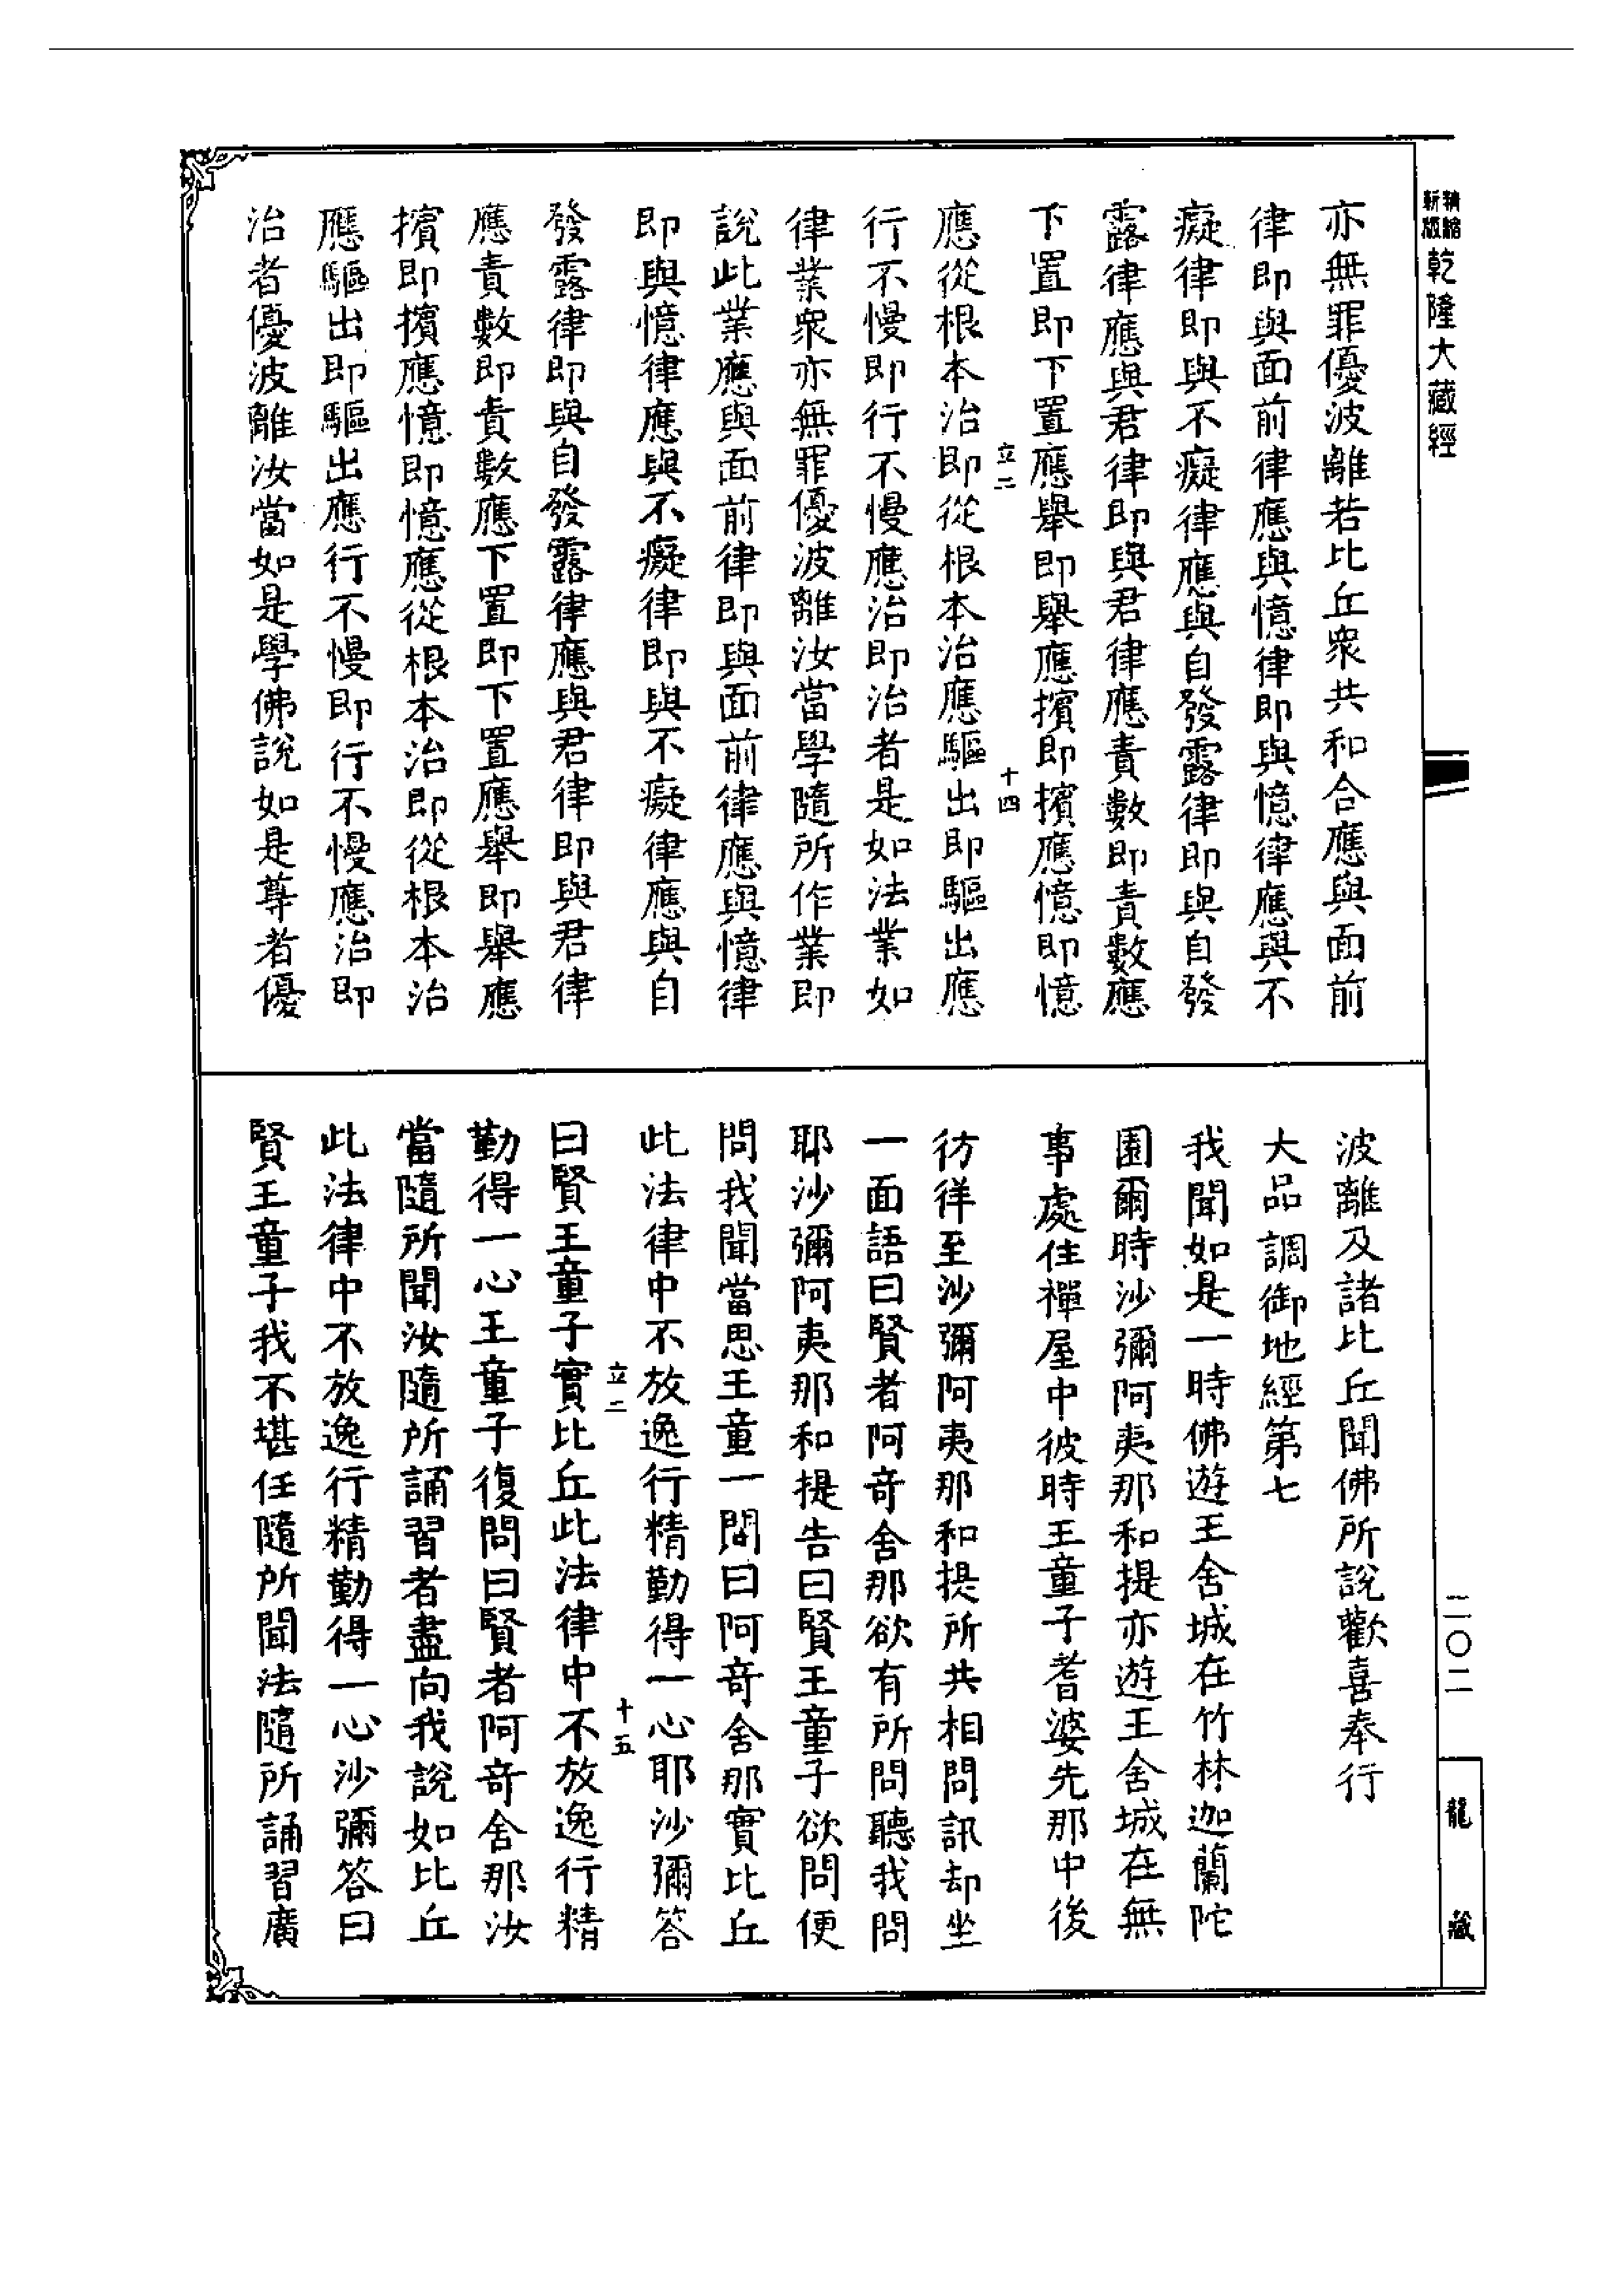 新版精縮乾隆大藏經
亦無罪優波離若比丘衆共和合應與面前
律即與面前律應與憶律即與憶律應與不
癡律即與不癡律應與自發露律即與自發
露律應與君律即與君律應責數即責數應
下置即下置應舉即舉應擯即擯應憶即憶
立二
十四
應從根本治即從根本治應驅出即驅出應
行不慢即行不慢應治即治者是如法業如
律業衆亦無罪優波離汝當學隨所作業即
說此業應與面前律即與面前律應與憶律
即與憶律應與不癡律即與不癡律應與自
發露律即與自發露律應與君律即與君律
應責數即責數應下置即下置應舉即舉應
擯即擯應憶即憶應從根本治即從根本治
應驅出即驅出應行不慢即行不慢應治即
治者優波離汝當如是學佛說如是尊者優
波離及諸比丘聞佛所說歡喜奉行
大品調御地經第七
我聞如是一時佛遊王舍城在竹林迦蘭陀
園爾時沙彌阿夷那和提亦遊王舍城在無
事處住禪屋中彼時王童子耆婆先那中後
彷徉至沙彌阿夷那和提所共相問訊却坐
一面語曰賢者阿奇舍那欲有所問聽我問
耶沙彌阿夷那和提告曰賢王童子欲問便
問我聞當思王童一問曰阿奇舍那實比丘
此法律中不放逸行精勤得一心耶沙彌答
立二
十五
曰賢王童子實比丘此法律中不放逸行精
勤得一心王童子復問曰賢者阿奇舍那汝
當隨所聞汝隨所誦習者盡向我說如比丘
此法律中不放逸行精勤得一心沙彌答曰
賢王童子我不堪任隨所聞法隨所誦習廣
二〇二
龍藏